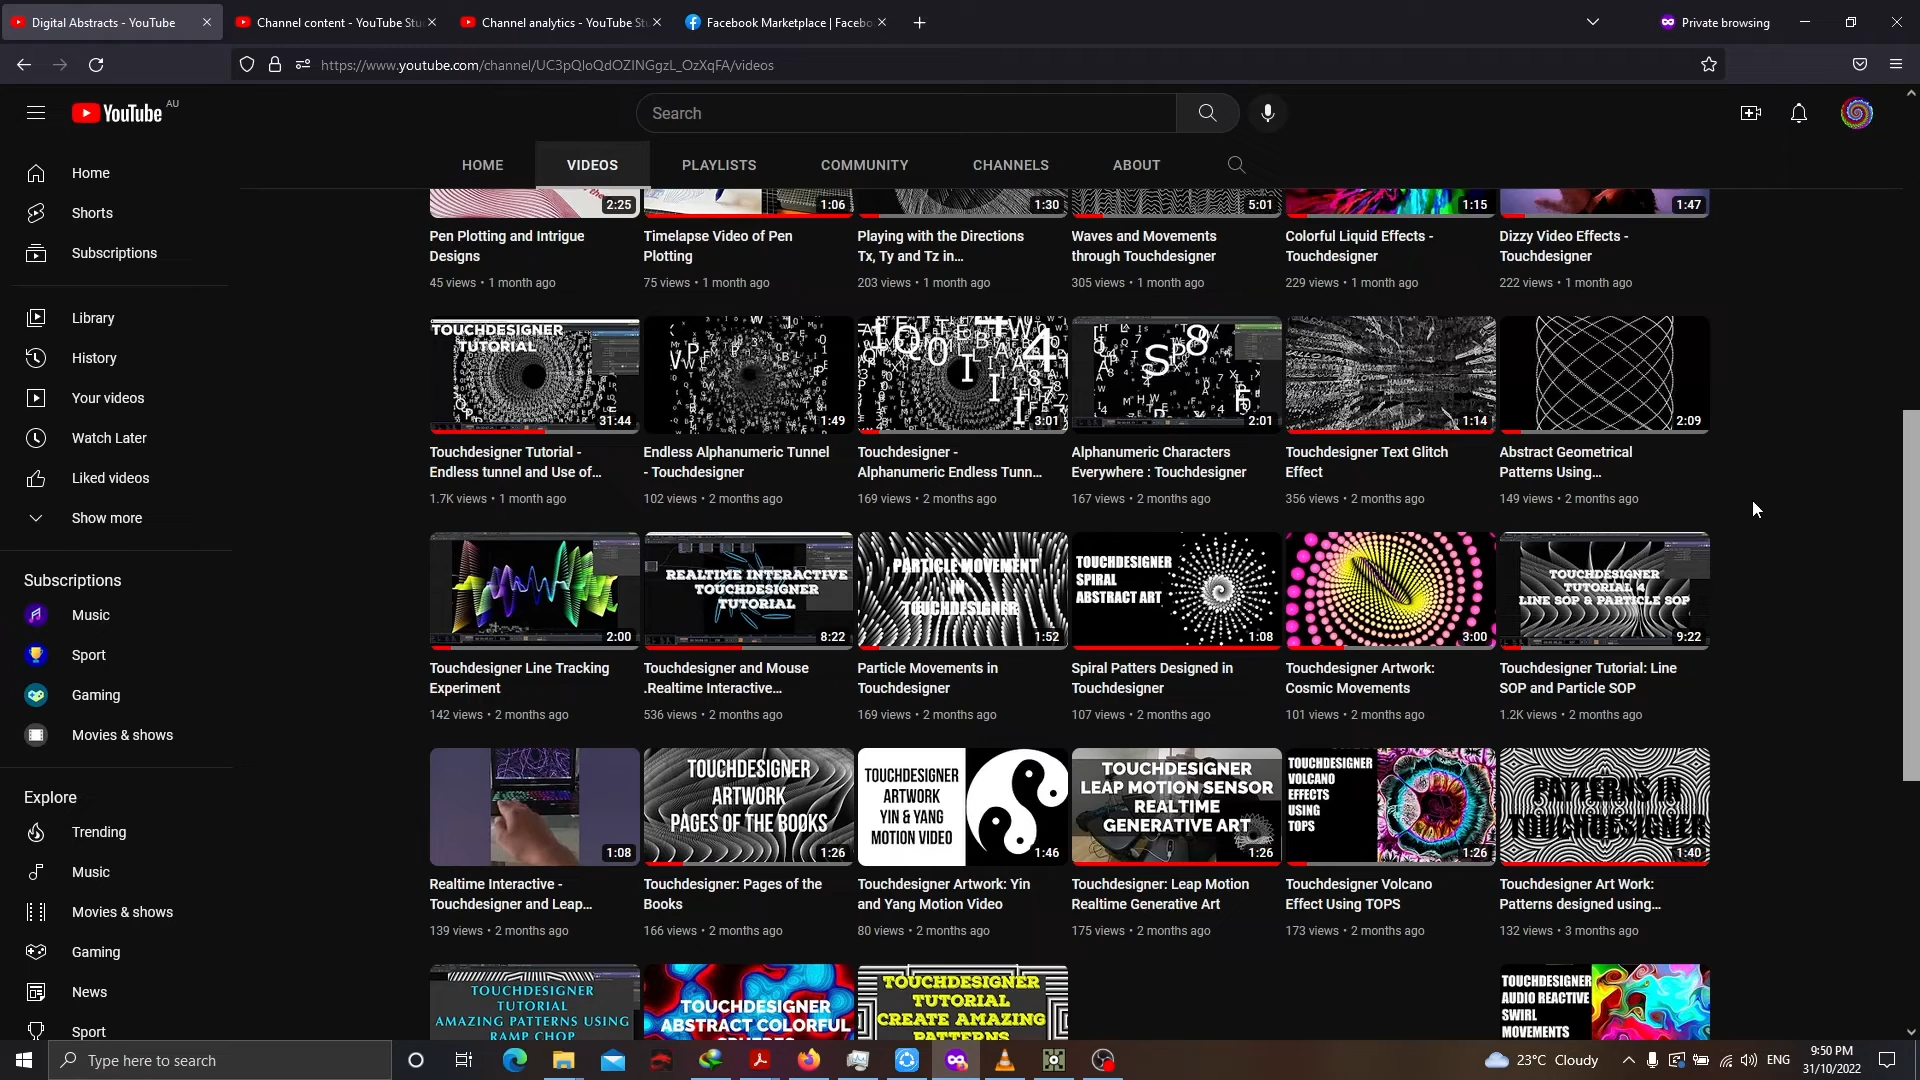 Digital Abstracts - YouTube
Channel content - YouTube Stu
Channel analytics - YouTube Stu
Facebook Marketplace | Facebo
Private browsing
https://www.youtube.com/channel/UC3pQloQdOZINGgzL_OzXqFA/videos
YouTube AU
Search
HOME VIDEOS PLAYLISTS COMMUNITY CHANNELS ABOUT
Home
Shorts
Subscriptions
Library
History
Your videos
Watch Later
Liked videos
Show more
Subscriptions
Music
Sport
Gaming
Movies & shows
Explore
Trending
Music
Movies & shows
Gaming
News
Sport
2:25
1:06
1:30
5:01
1:15
1:47
Pen Plotting and Intrigue
Designs
45 views • 1 month ago
Timelapse Video of Pen
Plotting
75 views • 1 month ago
Playing with the Directions
Tx, Ty and Tz in...
203 views • 1 month ago
Waves and Movements
through Touchdesigner
305 views • 1 month ago
Colorful Liquid Effects -
Touchdesigner
229 views • 1 month ago
Dizzy Video Effects -
Touchdesigner
222 views • 1 month ago
TOUCHDESIGNER
TUTORIAL
31:44
Touchdesigner Tutorial -
Endless tunnel and Use of...
1.7K views • 1 month ago
1:49
Endless Alphanumeric Tunnel
- Touchdesigner
102 views • 2 months ago
3:01
Touchdesigner -
Alphanumeric Endless Tunn...
169 views • 2 months ago
2:01
Alphanumeric Characters
Everywhere : Touchdesigner
167 views • 2 months ago
1:14
Touchdesigner Text Glitch
Effect
356 views • 2 months ago
2:09
Abstract Geometrical
Patterns Using...
149 views • 2 months ago
2:00
Touchdesigner Line Tracking
Experiment
142 views • 2 months ago
REALTIME INTERACTIVE
TOUCHDESIGNER
TUTORIAL
8:22
Touchdesigner and Mouse
.Realtime Interactive...
536 views • 2 months ago
PARTICLE MOVEMENT
IN
TOUCHDESIGNER
1:52
Particle Movements in
Touchdesigner
169 views • 2 months ago
TOUCHDESIGNER
SPIRAL
ABSTRACT ART
1:08
Spiral Patters Designed in
Touchdesigner
107 views • 2 months ago
3:00
Touchdesigner Artwork:
Cosmic Movements
101 views • 2 months ago
TOUCHDESIGNER
TUTORIAL 4
LINE SOP & PARTICLE SOP
9:22
Touchdesigner Tutorial: Line
SOP and Particle SOP
1.2K views • 2 months ago
1:08
Realtime Interactive -
Touchdesigner and Leap...
139 views • 2 months ago
TOUCHDESIGNER
ARTWORK
PAGES OF THE BOOKS
1:26
Touchdesigner: Pages of the
Books
166 views • 2 months ago
TOUCHDESIGNER
ARTWORK
YIN & YANG
MOTION VIDEO
1:46
Touchdesigner Artwork: Yin
and Yang Motion Video
80 views • 2 months ago
TOUCHDESIGNER
LEAP MOTION SENSOR
REALTIME
GENERATIVE ART
1:26
Touchdesigner: Leap Motion
Realtime Generative Art
175 views • 2 months ago
TOUCHDESIGNER
VOLCANO
EFFECTS
USING
TOPS
1:26
Touchdesigner Volcano
Effect Using TOPS
173 views • 2 months ago
PATTERNS IN
TOUCHDESIGNER
1:40
Touchdesigner Art Work:
Patterns designed using...
132 views • 3 months ago
TOUCHDESIGNER
TUTORIAL
AMAZING PATTERNS USING
RAMP CHOP
TOUCHDESIGNER
ABSTRACT COLORFUL
SPHERES
TOUCHDESIGNER
TUTORIAL
CREATE AMAZING
PATTERNS
TOUCHDESIGNER
AUDIO REACTIVE
SWIRL
MOVEMENTS
Type here to search
23°C Cloudy
ENG
9:50 PM
31/10/2022